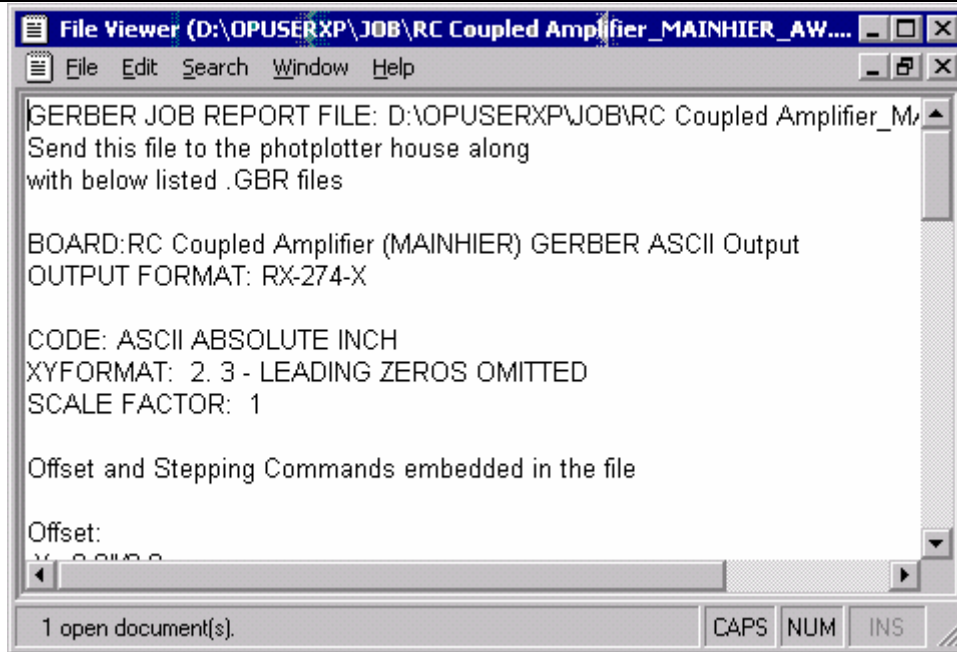 File Viewer (D:\OPUSERXP\JOB\RC Coupled Amplifier_MAINHIER_AW....
File Edit Search Window Help
GERBER JOB REPORT FILE: D:\OPUSERXP\JOB\RC Coupled Amplifier_MA
Send this file to the photplotter house along
with below listed .GBR files
BOARD:RC Coupled Amplifier (MAINHIER) GERBER ASCII Output
OUTPUT FORMAT: RX-274-X
CODE: ASCII ABSOLUTE INCH
XYFORMAT: 2. 3 - LEADING ZEROS OMITTED
SCALE FACTOR: 1
Offset and Stepping Commands embedded in the file
Offset:
1 open document(s).
CAPS NUM INS